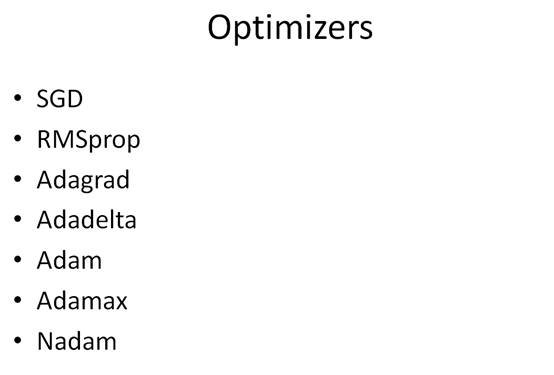 Optimizers
• SGD
• RMSprop
• Adagrad
• Adadelta
• Adam
• Adamax
• Nadam